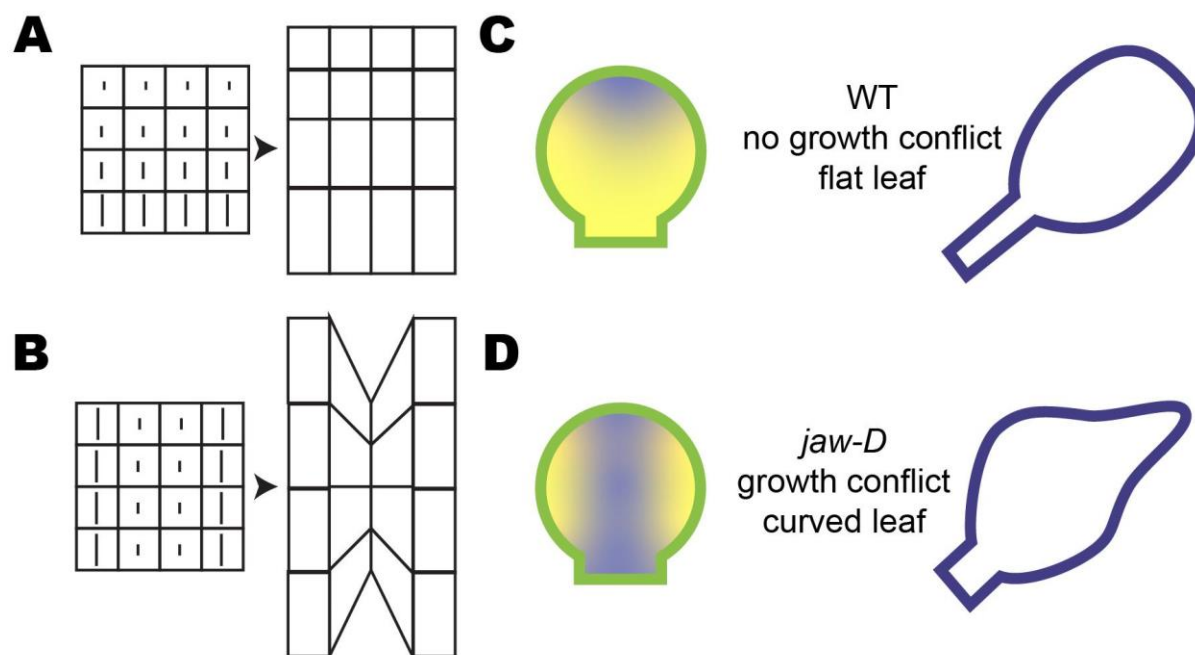 A
C
WT
no growth conflict
flat leaf
B
D
jaw-D
growth conflict
curved leaf